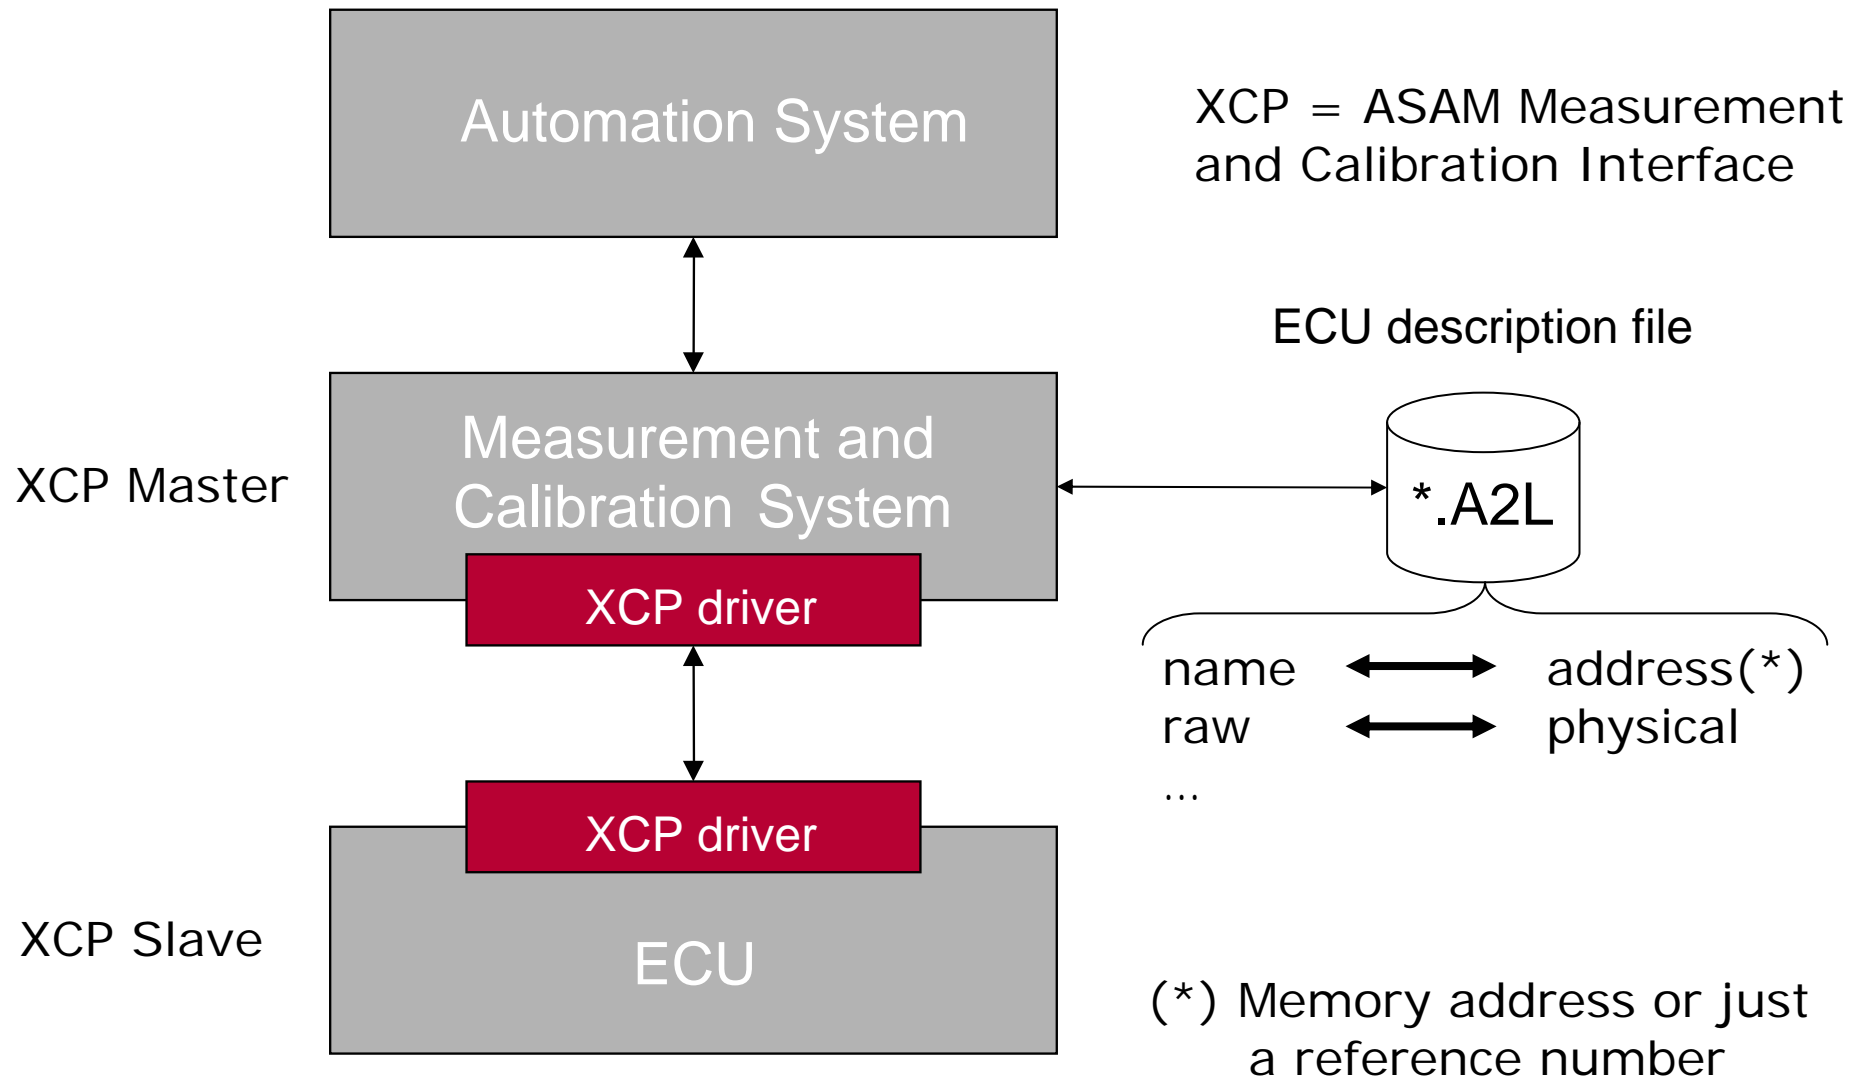 Automation System
XCP = ASAM Measurement
and Calibration Interface
ECU description file
XCP Master
Measurement and
Calibration System
*.A2L
XCP driver
name address(*)
raw physical
...
XCP driver
XCP Slave
ECU
(*) Memory address or just
a reference number